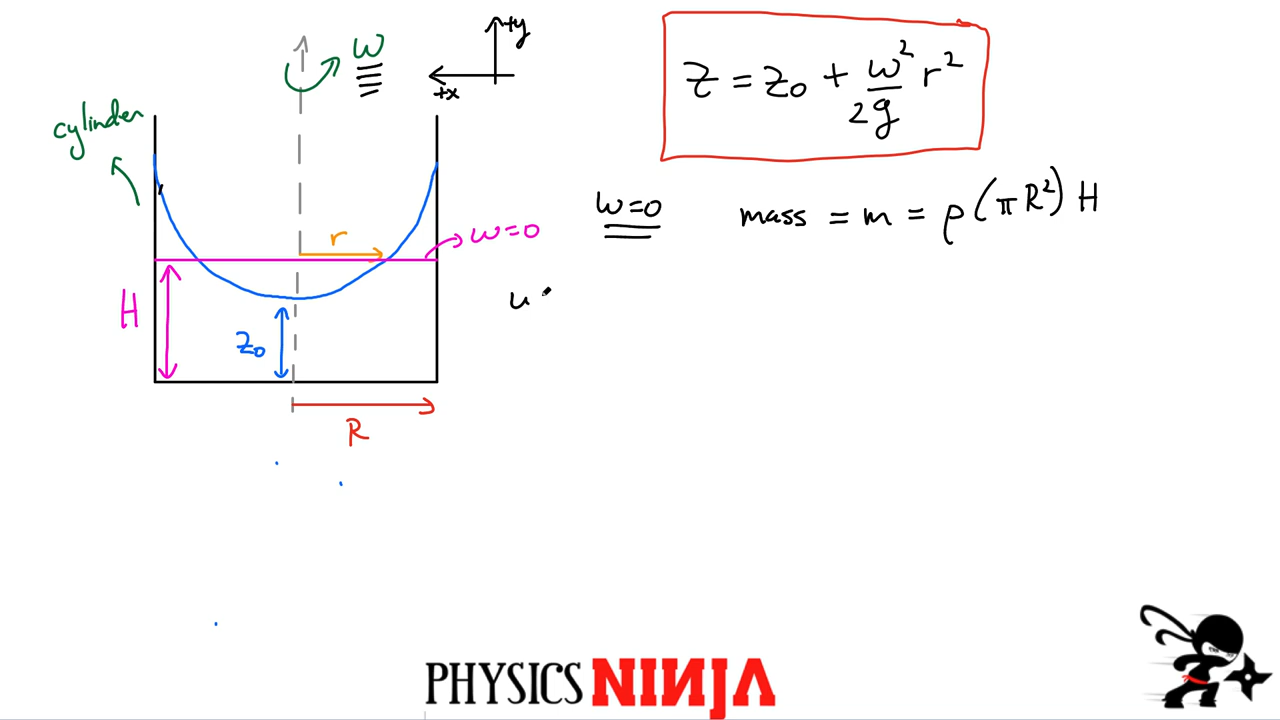 +y
ω
+x
cylinder
Z = Z₀ + ω²/2g r²
ω=0 mass = m = ρ(πR²) H
r
ω=0
H
Z₀
R
PHYSICS NINJA